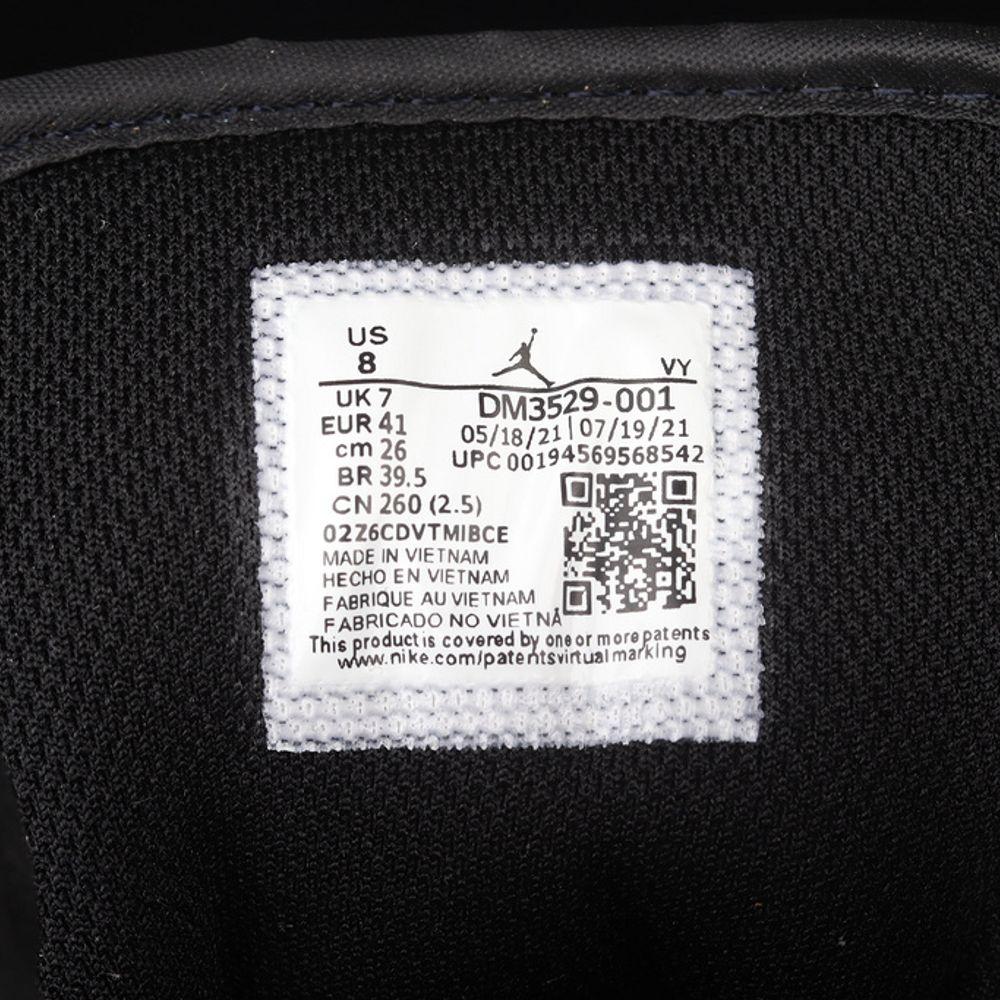 US
8
VY
UK 7
EUR 41
cm 26
BR 39.5
CN 260 (2.5)
DM3529-001
05/18/21 | 07/19/21
UPC 00194569568542
02Z6CDVTMIBCE
MADE IN VIETNAM
HECHO EN VIETNAM
FABRIQUE AU VIETNAM
FABRICADO NO VIETNÃ
This product is covered by one or more patents
www.nike.com/patentsvirtualmarking